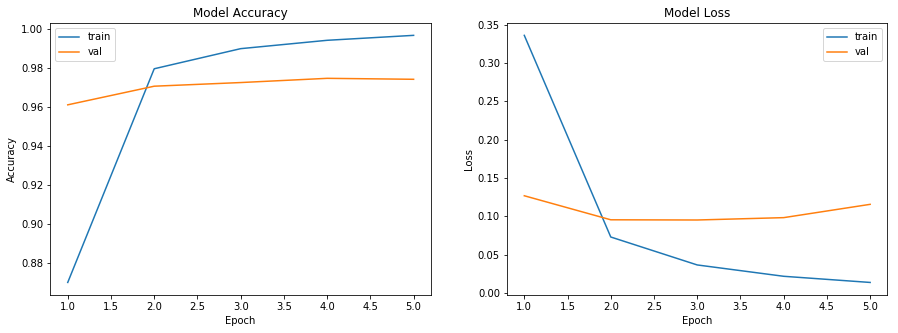 Model Accuracy
train
val
Accuracy
1.00
0.98
0.96
0.94
0.92
0.90
0.88
1.0 1.5 2.0 2.5 3.0 3.5 4.0 4.5 5.0
Epoch
Model Loss
train
val
Loss
0.35
0.30
0.25
0.20
0.15
0.10
0.05
0.00
1.0 1.5 2.0 2.5 3.0 3.5 4.0 4.5 5.0
Epoch